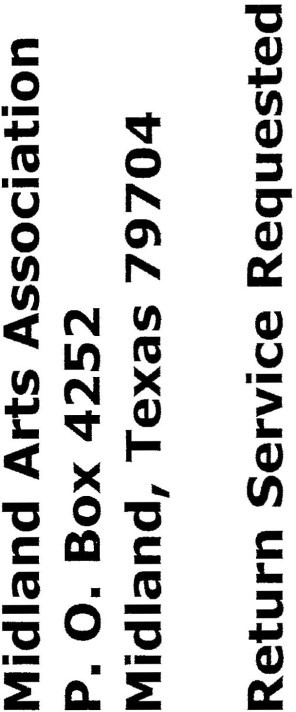 Midland Arts Association
P. O. Box 4252
Midland, Texas 79704
Return Service Requested